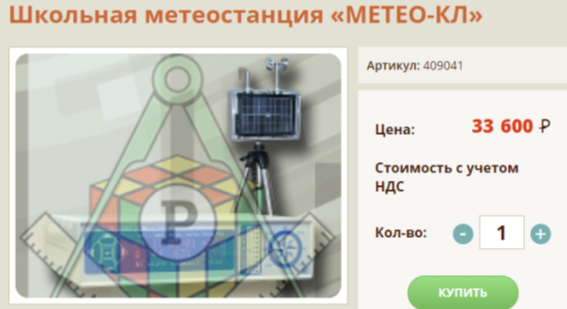 Школьная метеостанция «МЕТЕО-КЛ»
Артикул: 409041
Цена: 33 600 ₽
Стоимость с учетом
НДС
Кол-во: - 1 +
КУПИТЬ
Р